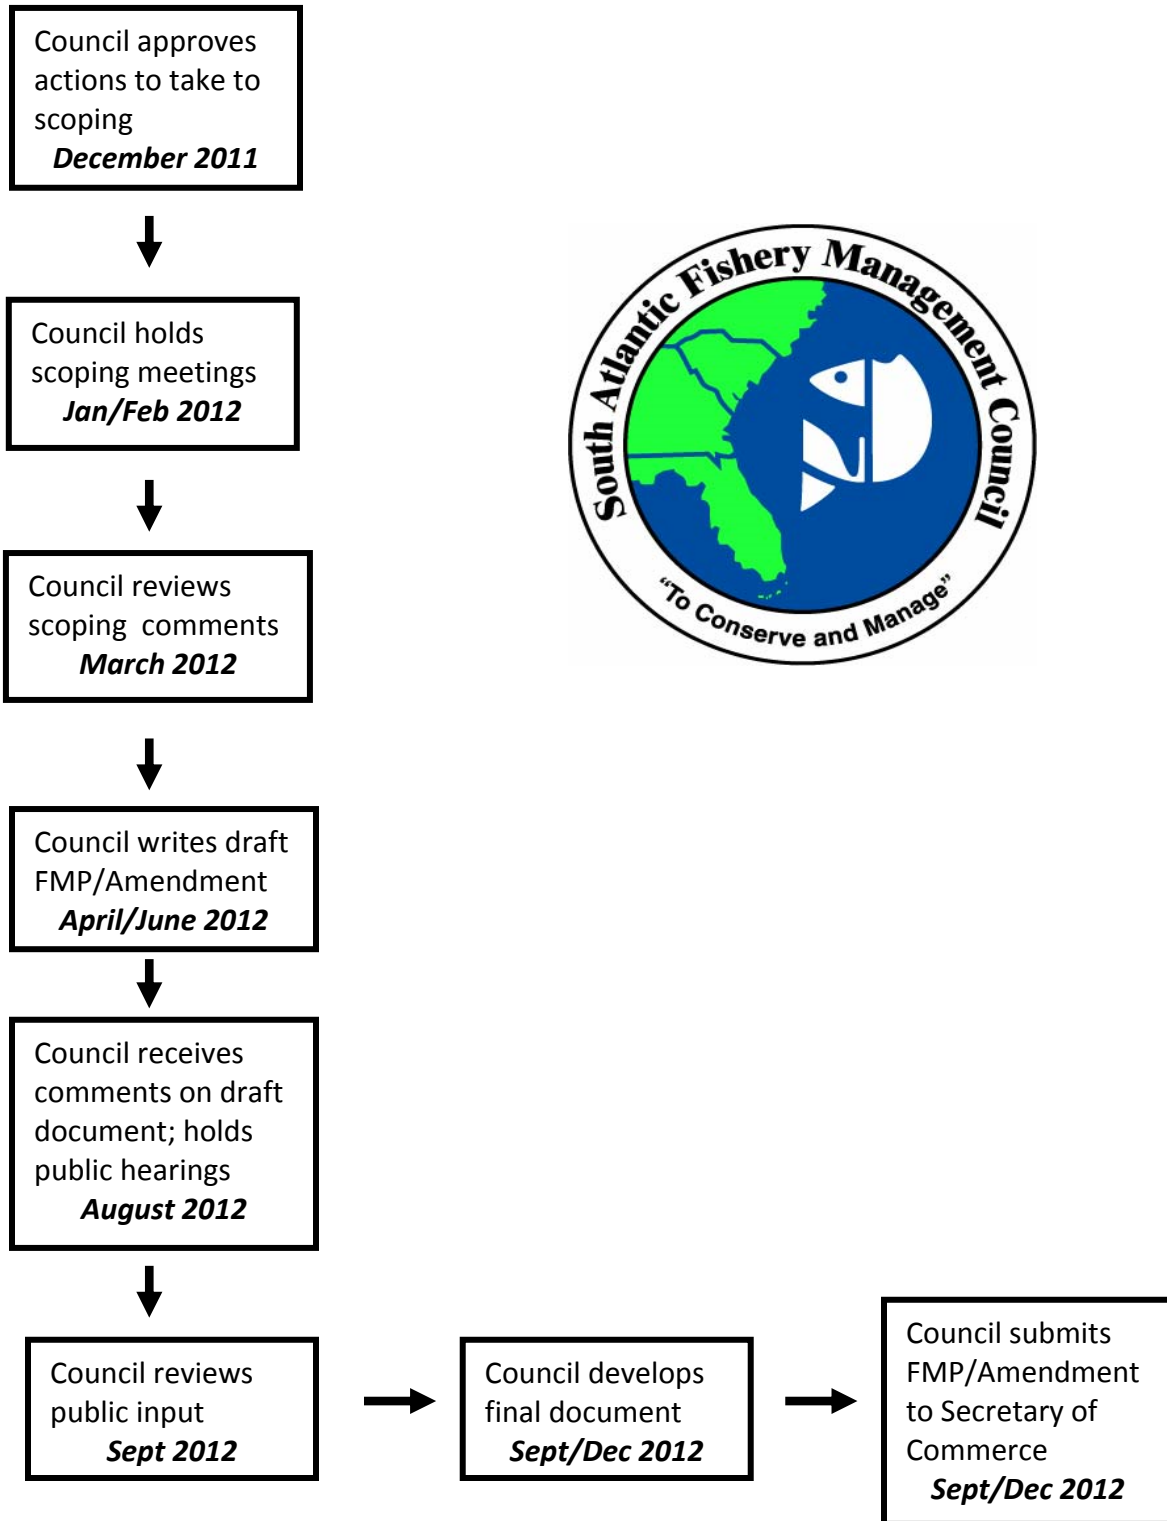 Council approves
actions to take to
scoping
December 2011
Council holds
scoping meetings
Jan/Feb 2012
South Atlantic Fishery Management Council
“To Conserve and Manage”
Council reviews
scoping comments
March 2012
Council writes draft
FMP/Amendment
April/June 2012
Council receives
comments on draft
document; holds
public hearings
August 2012
Council reviews
public input
Sept 2012
Council develops
final document
Sept/Dec 2012
Council submits
FMP/Amendment
to Secretary of
Commerce
Sept/Dec 2012